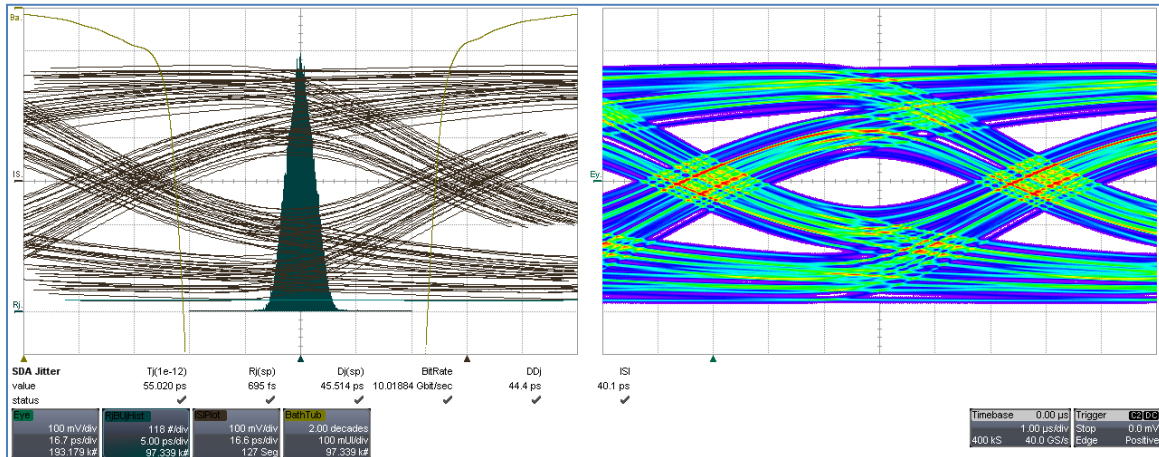 Ba.
IS.
Rj.
Ey.
SDA Jitter Tj(1e-12) Rj(sp) Dj(sp) BitRate DDj ISI
value 55.020 ps 695 fs 45.514 ps 10.01884 Gbit/sec 44.4 ps 40.1 ps
status
Eye RjBUjHist ISIPlot BathTub
100 mV/div 118 #/div 100 mV/div 2.00 decades
16.7 ps/div 5.00 ps/div 16.6 ps/div 100 mUI/div
193.179 k# 97.339 k# 127 Seg 97.339 k#
Timebase 0.00 µs Trigger C2 DC
1.00 µs/div Stop 0.0 mV
400 kS 40.0 GS/s Edge Positive